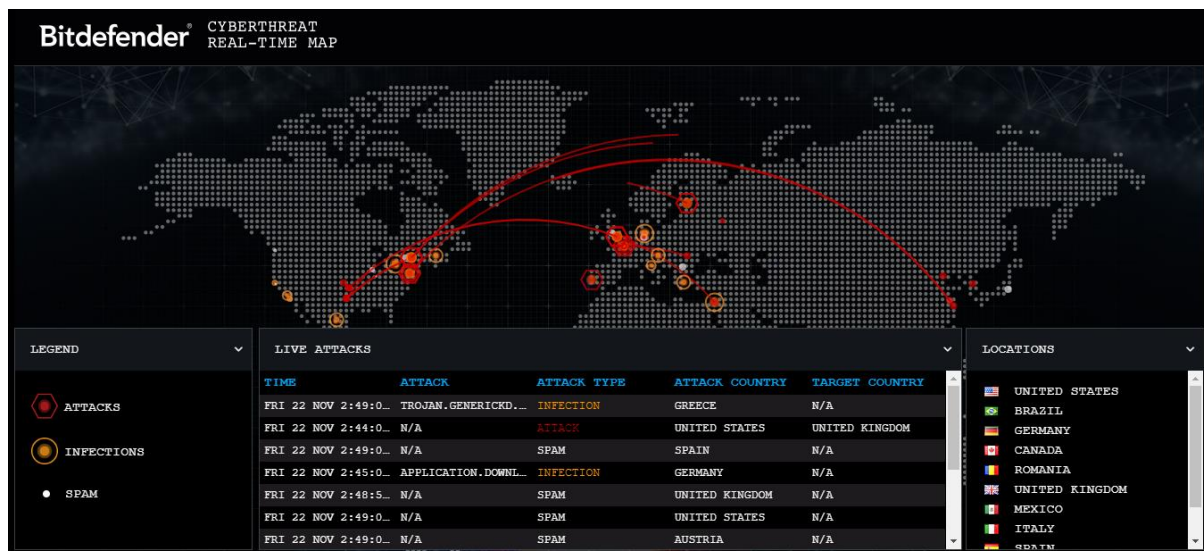 Bitdefender®
CYBERTHREAT
REAL-TIME MAP
LEGEND
ATTACKS
INFECTIONS
SPAM
LIVE ATTACKS
TIME ATTACK ATTACK TYPE ATTACK COUNTRY TARGET COUNTRY
FRI 22 NOV 2:49:0… TROJAN.GENERICKD.… INFECTION GREECE N/A
FRI 22 NOV 2:44:0… N/A ATTACK UNITED STATES UNITED KINGDOM
FRI 22 NOV 2:49:0… N/A SPAM SPAIN N/A
FRI 22 NOV 2:45:0… APPLICATION.DOWNL… INFECTION GERMANY N/A
FRI 22 NOV 2:48:5… N/A SPAM UNITED KINGDOM N/A
FRI 22 NOV 2:49:0… N/A SPAM UNITED STATES N/A
FRI 22 NOV 2:49:0… N/A SPAM AUSTRIA N/A
LOCATIONS
UNITED STATES
BRAZIL
GERMANY
CANADA
ROMANIA
UNITED KINGDOM
MEXICO
ITALY
SPAIN